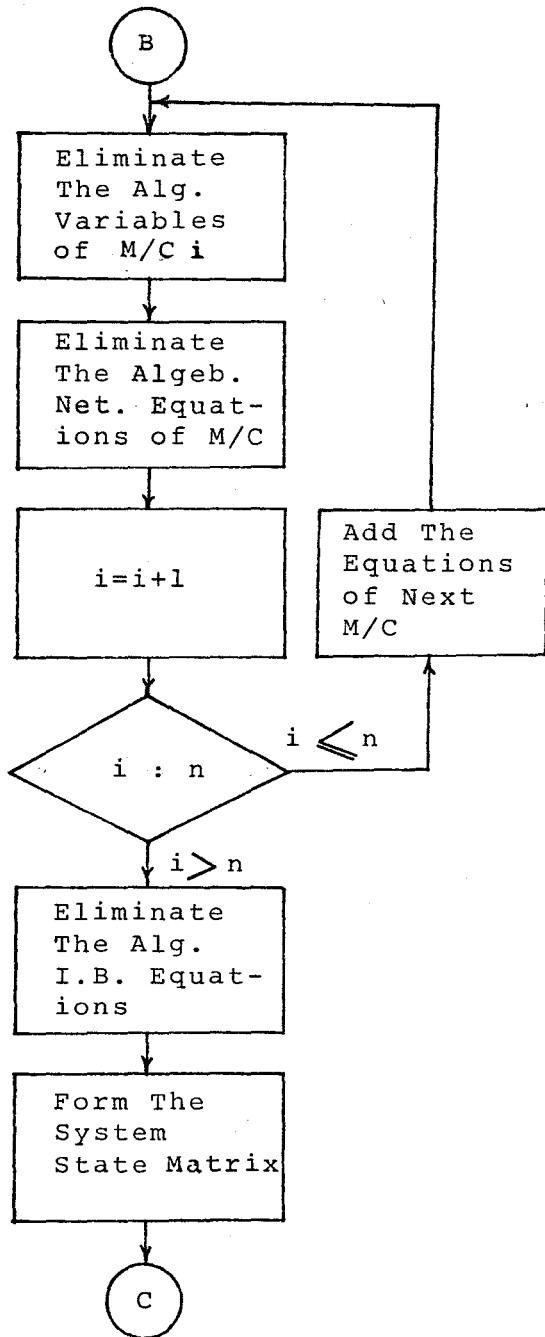 B
Eliminate
The Alg.
Variables
of M/C i
Eliminate
The Algeb.
Net. Equat-
ions of M/C
i=i+1
Add The
Equations
of Next
M/C
i ⩽ n
i : n
i > n
Eliminate
The Alg.
I.B. Equat-
ions
Form The
System
State Matrix
C